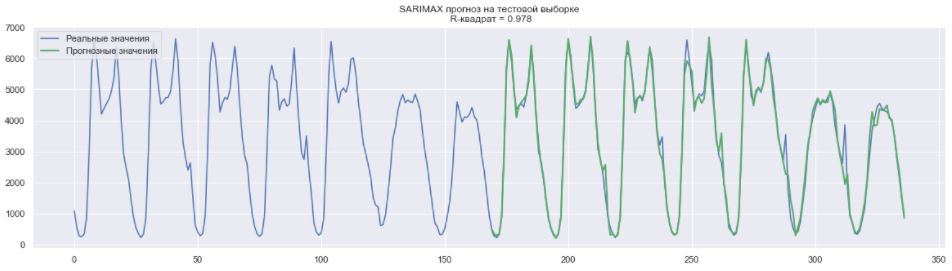 SARIMAX прогноз на тестовой выборке
R-квадрат = 0.978
7000
6000
5000
4000
3000
2000
1000
0
Реальные значения
Прогнозные значения
0 50 100 150 200 250 300 350